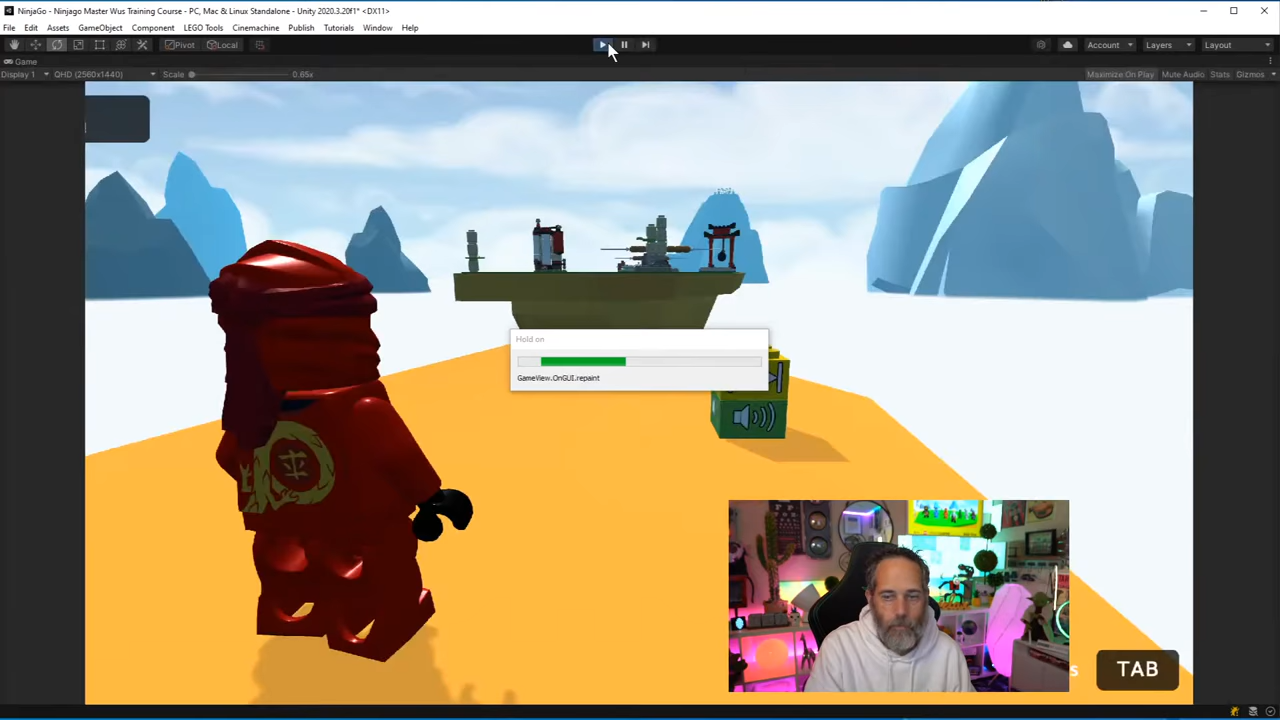 NinjaGo - Ninjago Master Wus Training Course - PC, Mac & Linux Standalone - Unity 2020.3.20f1* <DX11>
File Edit Assets GameObject Component LEGO Tools Cinemachine Publish Tutorials Window Help
Pivot Local Account Layers Layout
Game
Display 1 QHD (2560x1440) Scale 0.65x Maximize On Play Mute Audio Stats Gizmos
Hold on
GameView.OnGUI.repaint
平
s TAB